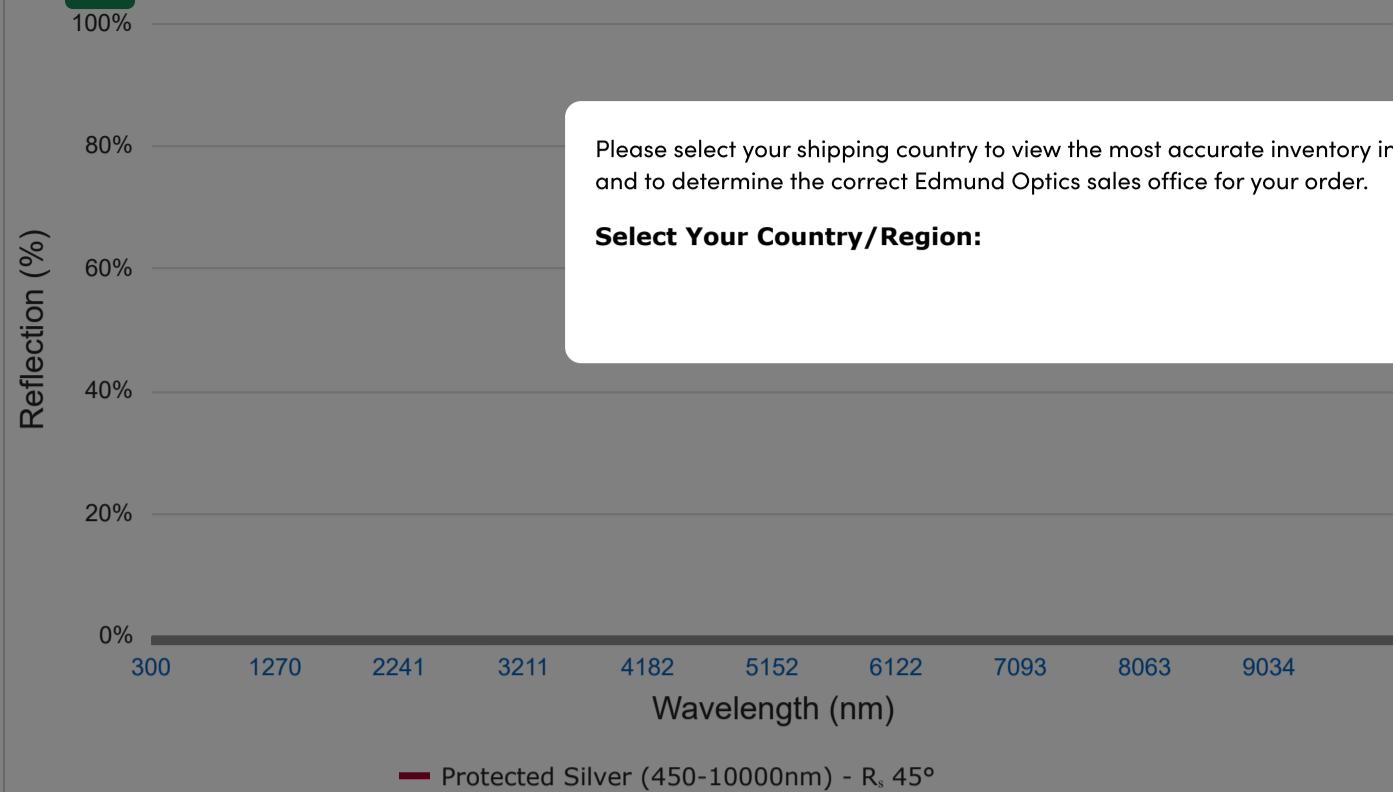 100%
80%
60%
40%
20%
0%
Reflection (%)
Please select your shipping country to view the most accurate inventory
and to determine the correct Edmund Optics sales office for your order.
Select Your Country/Region:
300 1270 2241 3211 4182 5152 6122 7093 8063 9034
Wavelength (nm)
Protected Silver (450-10000nm) - Rₛ 45°